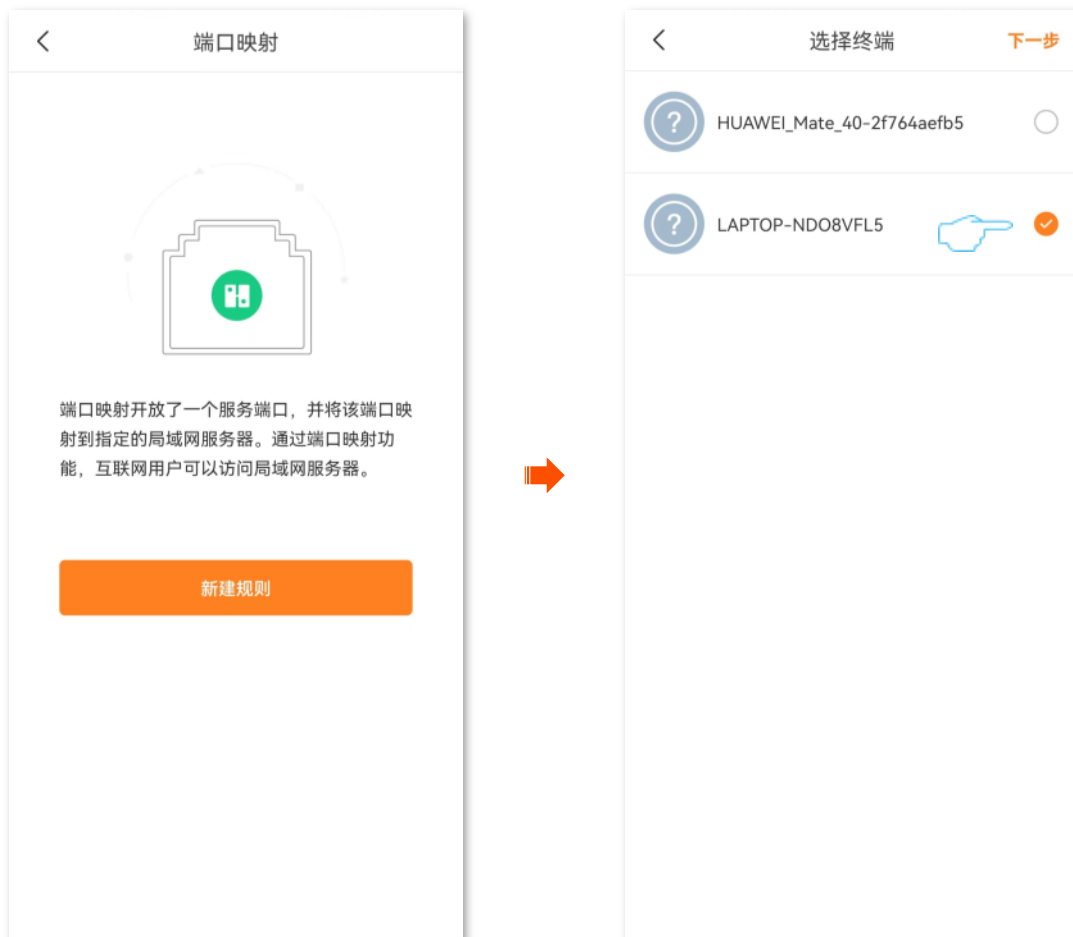 端口映射
端口映射开放了一个服务端口，并将该端口映
射到指定的局域网服务器。通过端口映射功
能，互联网用户可以访问局域网服务器。
新建规则
选择终端
下一步
HUAWEI_Mate_40-2f764aefb5
LAPTOP-NDO8VFL5